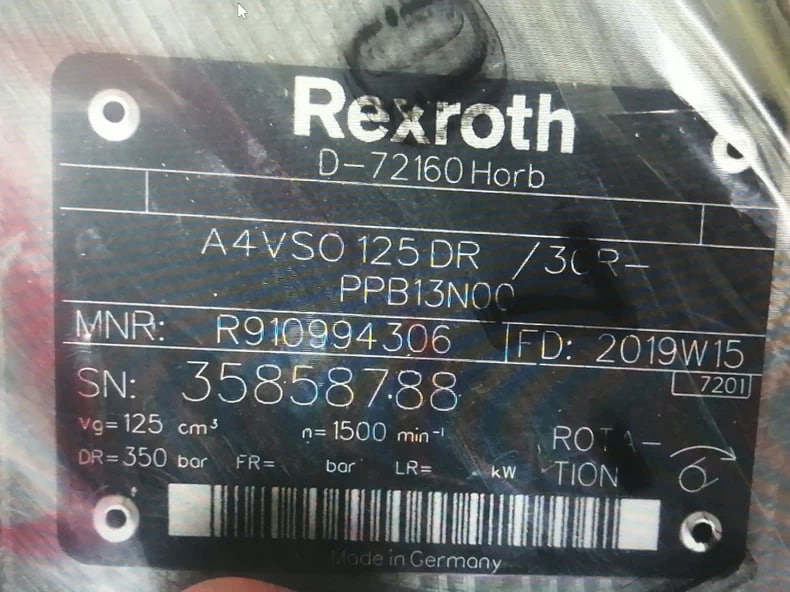 Rexroth
D-72160 Horb
A4VSO 125 DR /30R-
PPB13N00
MNR: R910994306 FD: 2019W15
7201
SN: 35858788
Vg= 125 cm³ n= 1500 min⁻¹
DR= 350 bar FR= bar LR= kW
ROTA-
TION
Made in Germany